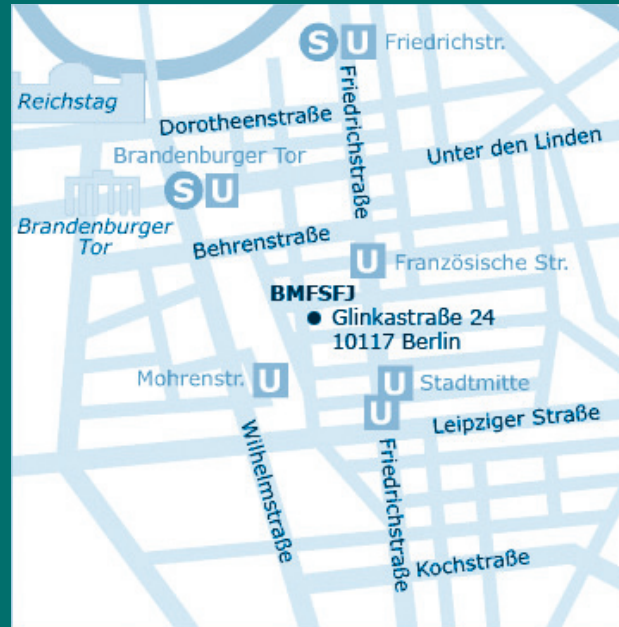 S U Friedrichstr.
Reichstag
Friedrichstraße
Dorotheenstraße
Brandenburger Tor
Unter den Linden
S U
Brandenburger
Tor
Behrenstraße
U Französische Str.
BMFSFJ
Glinkastraße 24
10117 Berlin
Mohrenstr. U
U Stadtmitte
U
Leipziger Straße
Wilhelmstraße
Friedrichstraße
Kochstraße